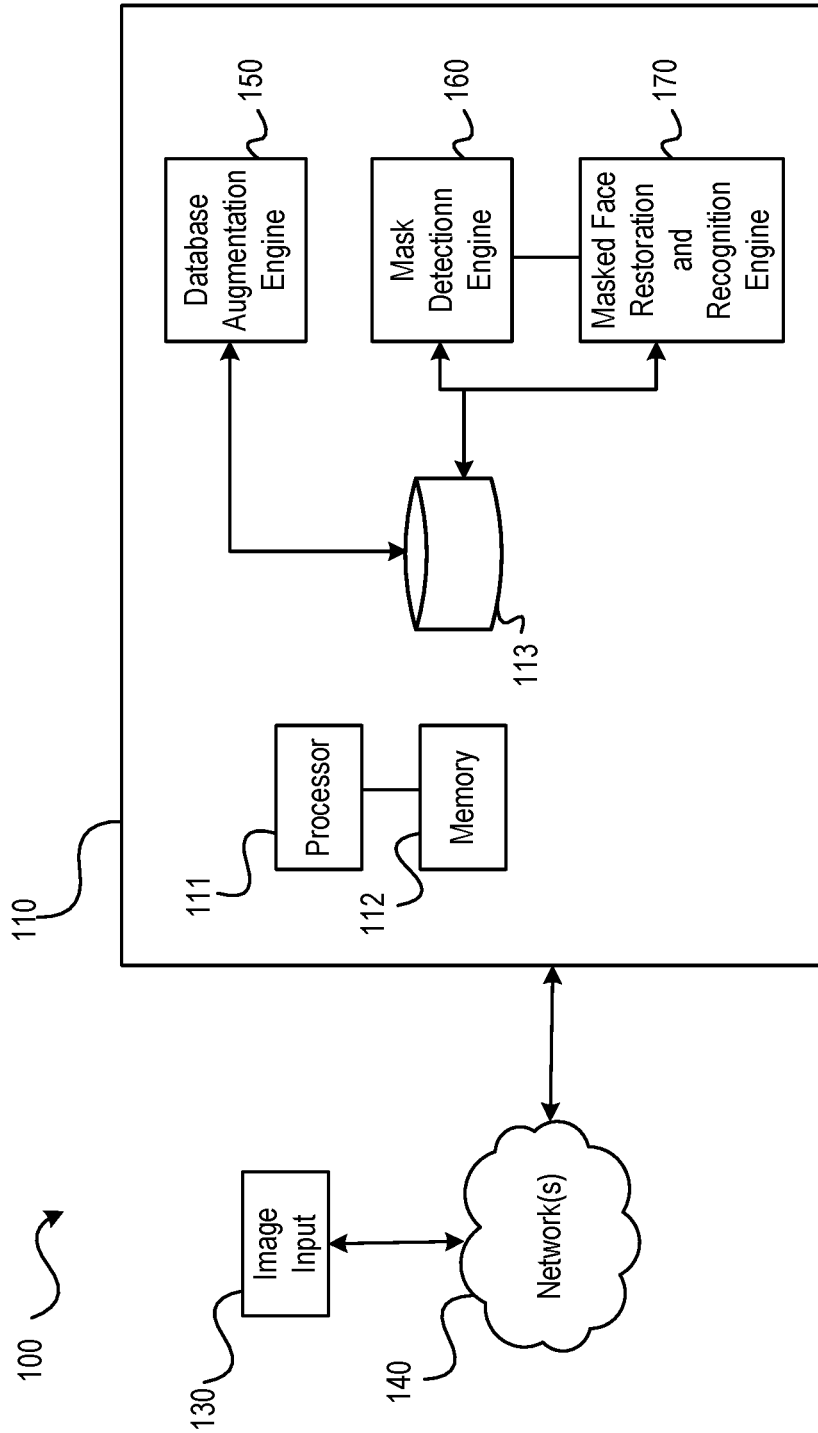 100
130
Image
Input
140
Network(s)
110
111
Processor
112
Memory
113
Database
Augmentation
Engine
150
Mask
Detectionn
Engine
160
Masked Face
Restoration
and
Recognition
Engine
170